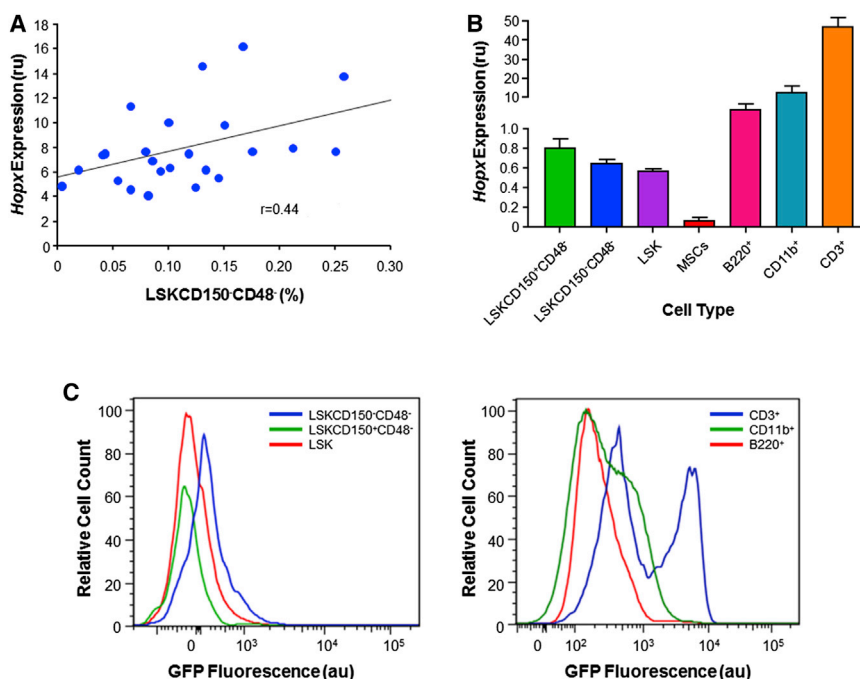 A
Hopx Expression (ru)
18
16
14
12
10
8
6
4
2
0
0 0.05 0.10 0.15 0.20 0.25 0.30
r=0.44
LSKCD150⁻CD48⁻ (%)
B
Hopx Expression (ru)
50
40
30
20
10
1.0
0.8
0.6
0.4
0.2
0
LSKCD150⁺CD48⁻
LSKCD150⁻CD48⁻
LSK
MSCs
B220⁺
CD11b⁺
CD3⁺
Cell Type
C
Relative Cell Count
100
80
60
40
20
0
LSKCD150⁻CD48⁻
LSKCD150⁺CD48⁻
LSK
0 10³ 10⁴ 10⁵
GFP Fluorescence (au)
Relative Cell Count
100
80
60
40
20
0
CD3⁺
CD11b⁺
B220⁺
0 10² 10³ 10⁴ 10⁵
GFP Fluorescence (au)